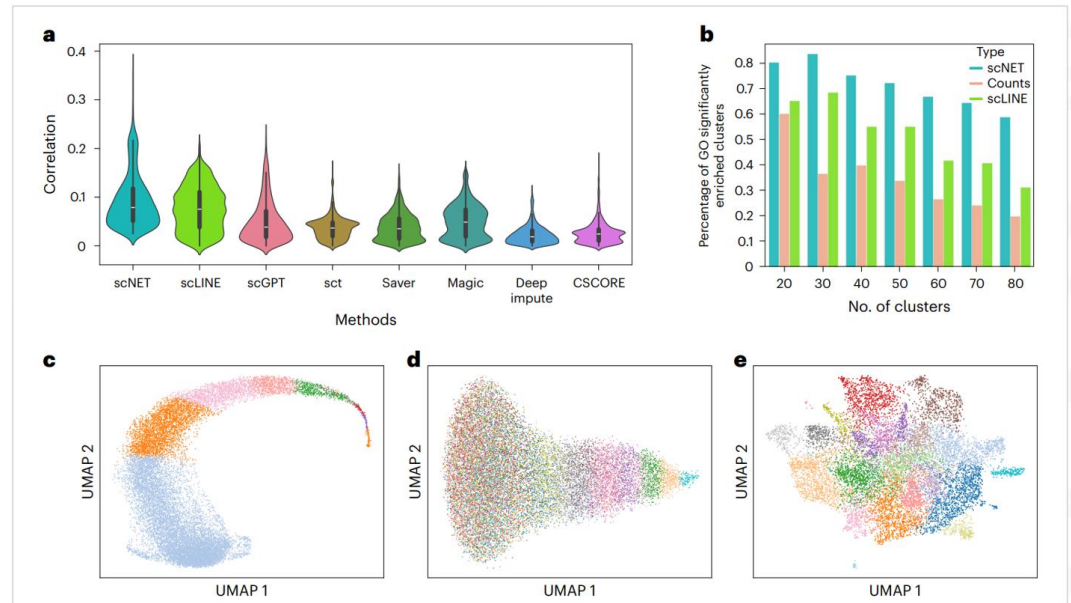 a
0.4
0.3
0.2
0.1
0
Correlation
scNET scLINE scGPT sct Saver Magic Deep impute CSCORE
Methods
b
0.8
0.7
0.6
0.5
0.4
0.3
0.2
0.1
0
Percentage of GO significantly
enriched clusters
Type
scNET
Counts
scLINE
20 30 40 50 60 70 80
No. of clusters
c
UMAP 2
UMAP 1
d
UMAP 2
UMAP 1
e
UMAP 2
UMAP 1